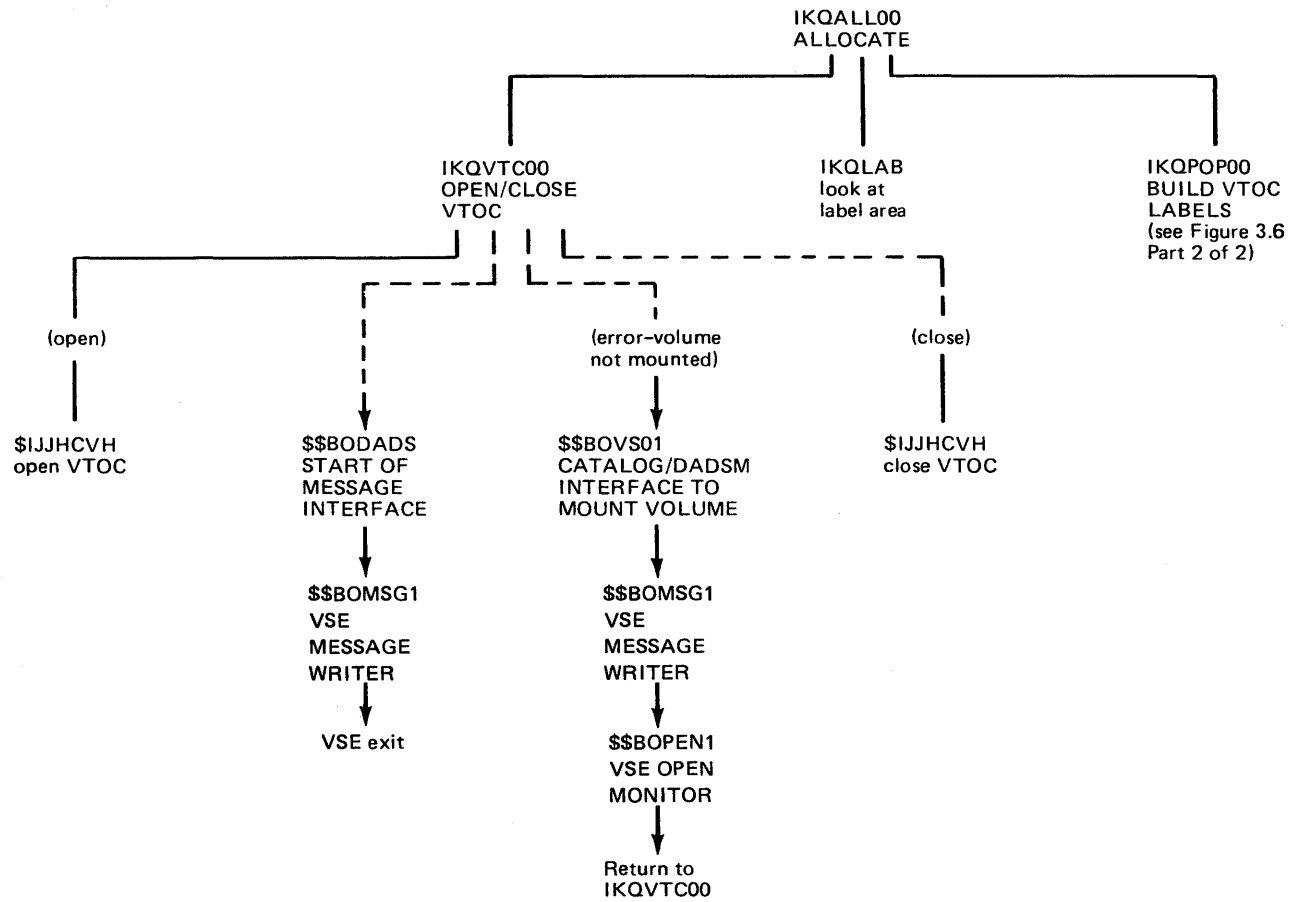 IKQALL00
ALLOCATE
IKQVTC00
OPEN/CLOSE
VTOC
IKQLAB
look at
label area
IKQPOP00
BUILD VTOC
LABELS
(see Figure 3.6
Part 2 of 2)
(open)
(error-volume
not mounted)
(close)
$IJJHCVH
open VTOC
$$BODADS
START OF
MESSAGE
INTERFACE
$$BOVS01
CATALOG/DADSM
INTERFACE TO
MOUNT VOLUME
$IJJHCVH
close VTOC
$$BOMSG1
VSE
MESSAGE
WRITER
$$BOMSG1
VSE
MESSAGE
WRITER
VSE exit
$$BOPEN1
VSE OPEN
MONITOR
Return to
IKQVTC00